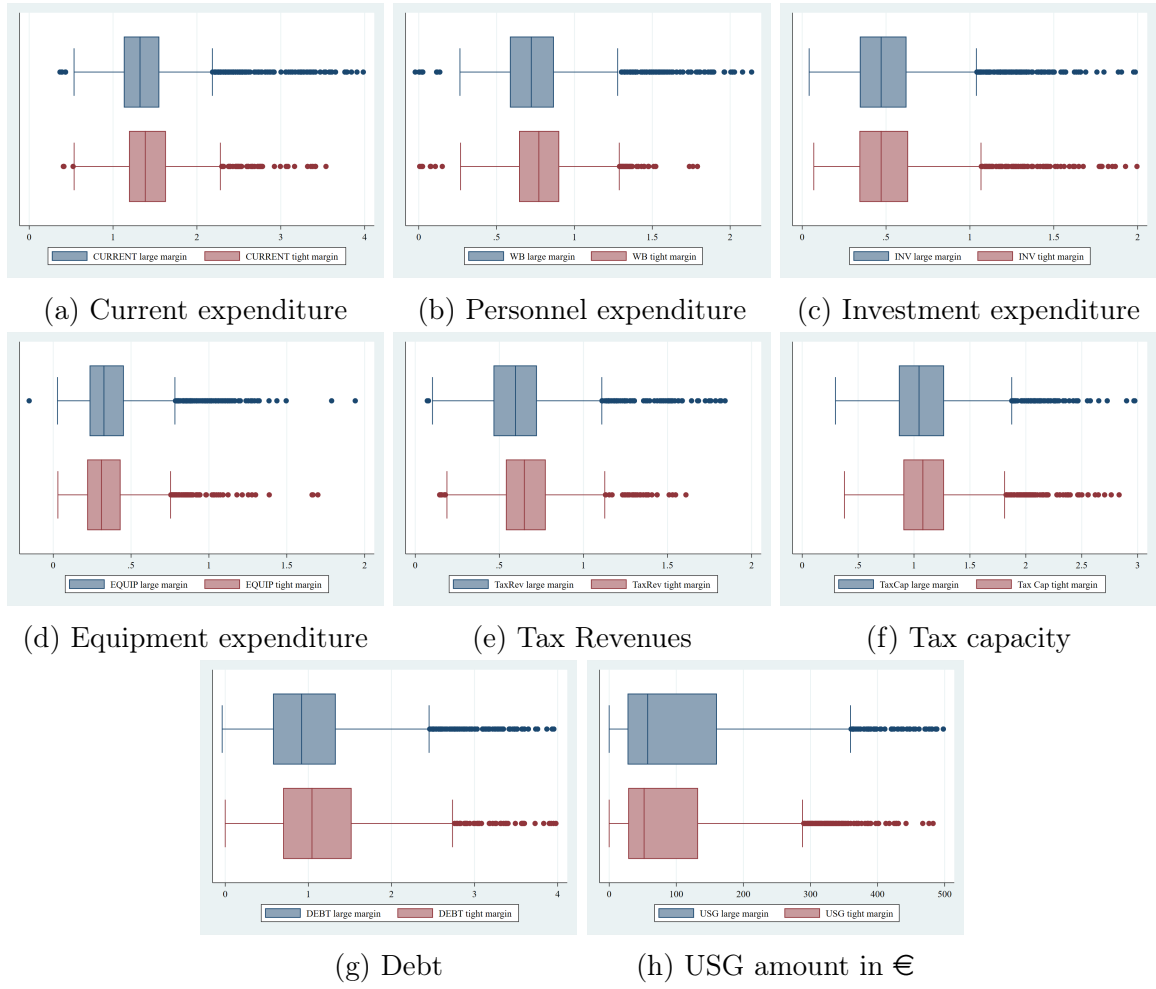 0 1 2 3 4
CURRENT large margin CURRENT tight margin
0 .5 1 1.5 2
WB large margin WB tight margin
0 .5 1 1.5 2
INV large margin INV tight margin
(a) Current expenditure
(b) Personnel expenditure
(c) Investment expenditure
0 .5 1 1.5 2
EQUIP large margin EQUIP tight margin
0 .5 1 1.5 2
TaxRev large margin TaxRev tight margin
0 .5 1 1.5 2 2.5 3
TaxCap large margin Tax Cap tight margin
(d) Equipment expenditure
(e) Tax Revenues
(f) Tax capacity
0 1 2 3 4
DEBT large margin DEBT tight margin
0 100 200 300 400 500
USG large margin USG tight margin
(g) Debt
(h) USG amount in €